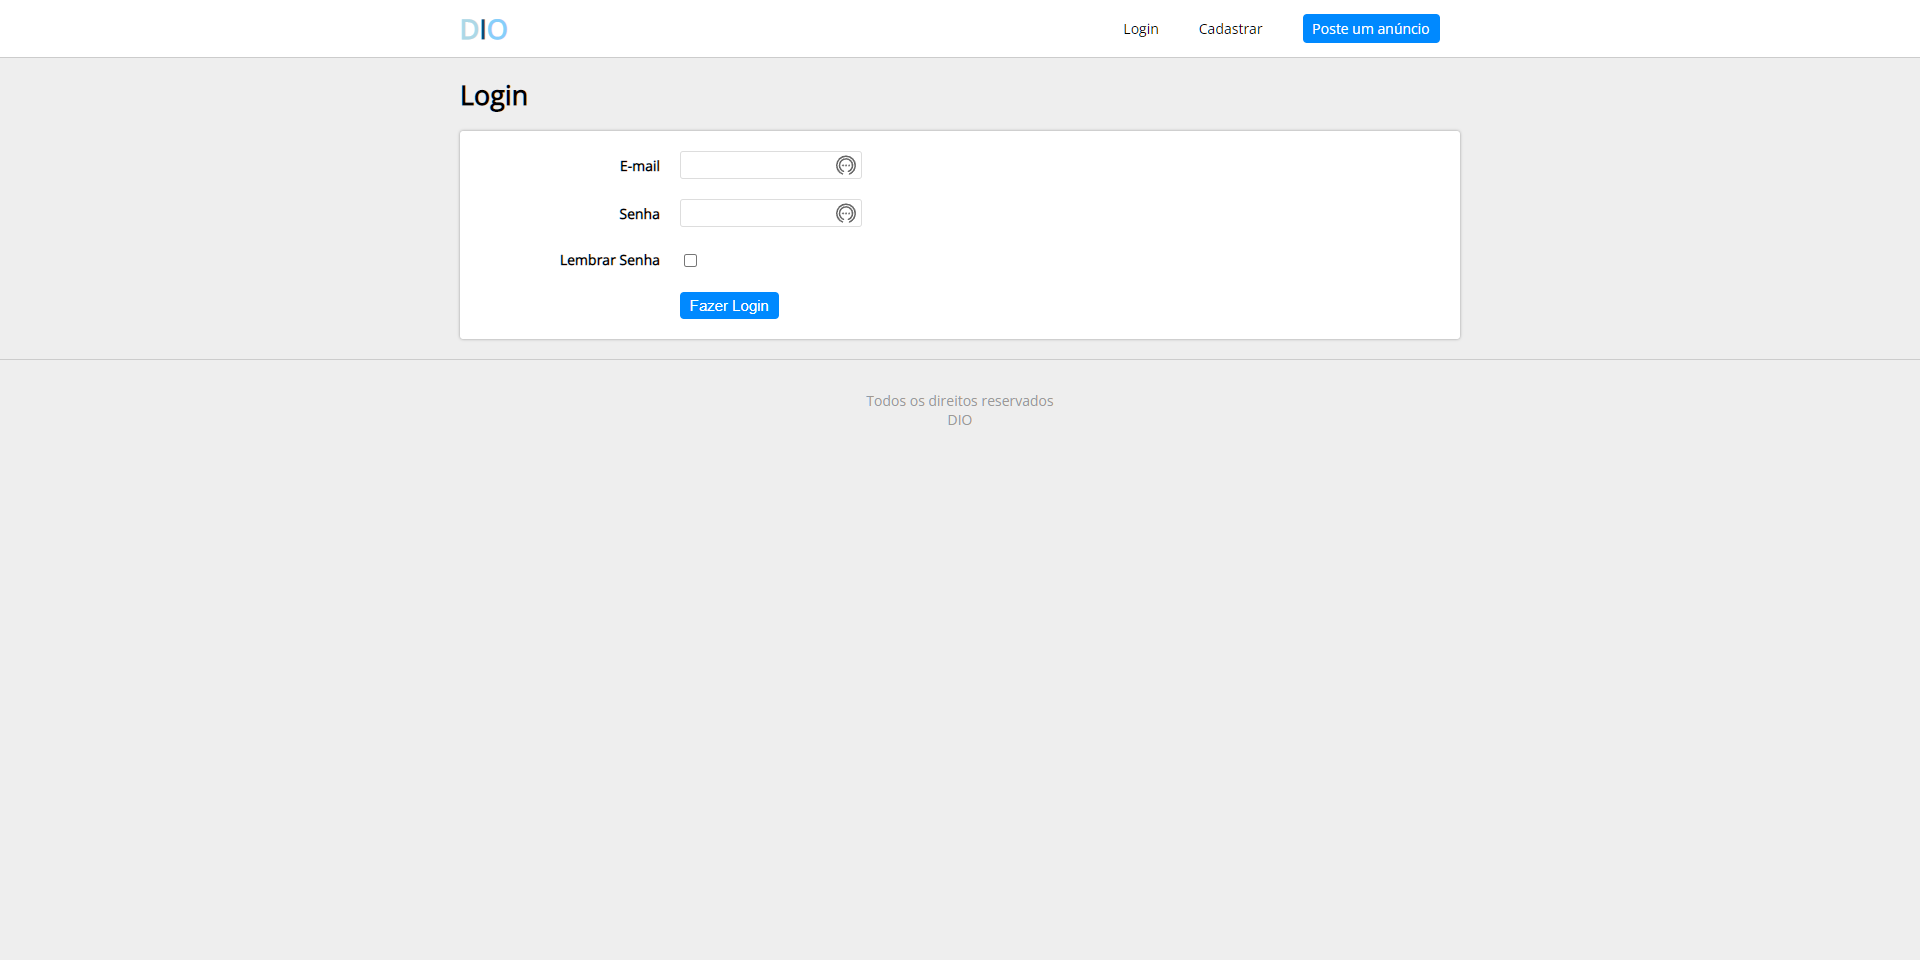 DIO
Login
Cadastrar
Poste um anúncio
Login
E-mail
Senha
Lembrar Senha
Fazer Login
Todos os direitos reservados
DIO